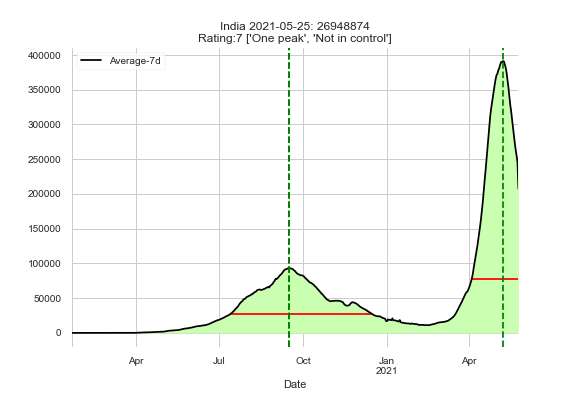 India 2021-05-25: 26948874
Rating:7 ['One peak', 'Not in control']
Average-7d
400000
350000
300000
250000
200000
150000
100000
50000
0
Apr Jul Oct Jan Apr
2021
Date